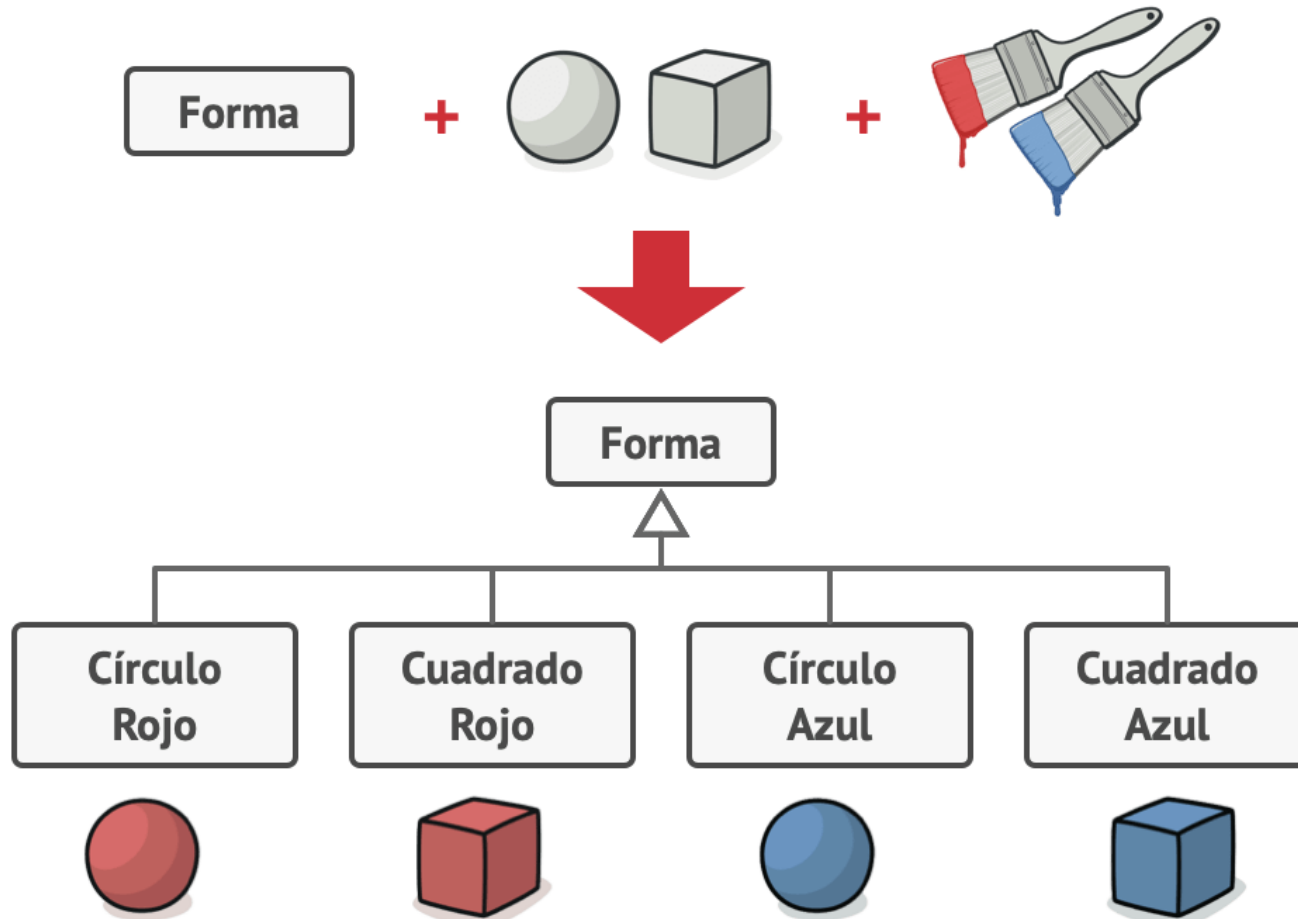 Forma
+ +
Forma
Círculo Rojo
Cuadrado Rojo
Círculo Azul
Cuadrado Azul